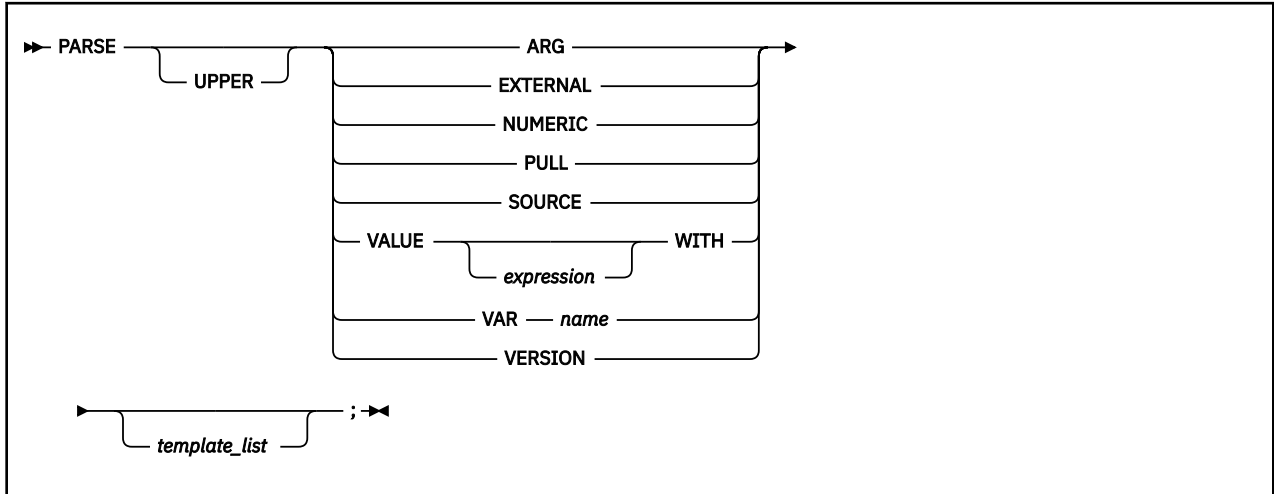 PARSE ARG
UPPER
EXTERNAL
NUMERIC
PULL
SOURCE
VALUE WITH
expression
VAR name
VERSION
;
template_list